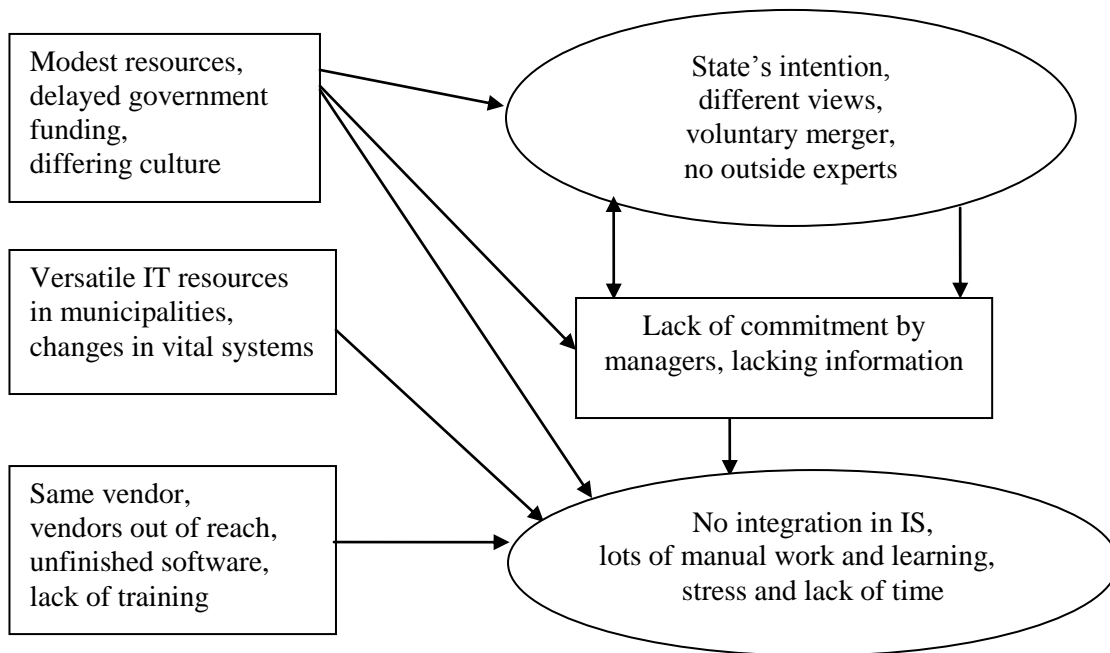 Modest resources,
delayed government
funding,
differing culture
State’s intention,
different views,
voluntary merger,
no outside experts
Versatile IT resources
in municipalities,
changes in vital systems
Lack of commitment by
managers, lacking information
Same vendor,
vendors out of reach,
unfinished software,
lack of training
No integration in IS,
lots of manual work and learning,
stress and lack of time